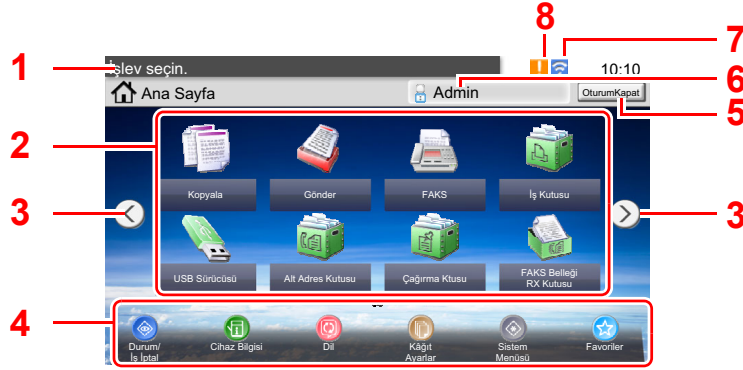 8
7
1
İşlev seçin.
10:10
6
Ana Sayfa
Admin
OturumKapat
5
2
Kopyala
Gönder
FAKS
İş Kutusu
3
3
USB Sürücüsü
Alt Adres Kutusu
Çağırma Ktusu
FAKS Belleği
RX Kutusu
4
Durum/
İş İptal
Cihaz Bilgisi
Dil
Kâğıt
Ayarlar
Sistem
Menüsü
Favoriler